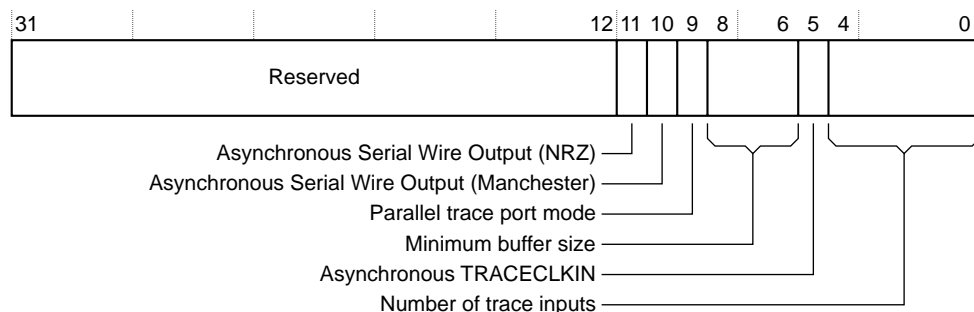 31 12 11 10 9 8 6 5 4 0
Reserved
Asynchronous Serial Wire Output (NRZ)
Asynchronous Serial Wire Output (Manchester)
Parallel trace port mode
Minimum buffer size
Asynchronous TRACECLKIN
Number of trace inputs